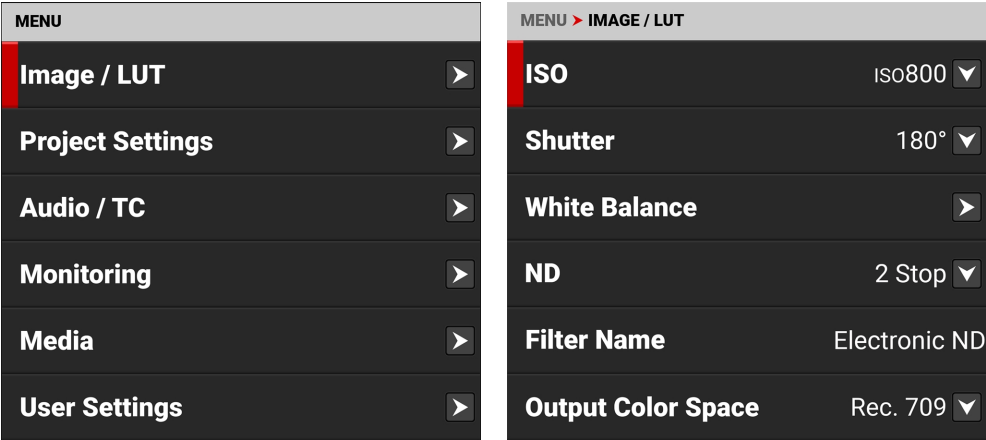 MENU
Image / LUT
Project Settings
Audio / TC
Monitoring
Media
User Settings
MENU ➤ IMAGE / LUT
ISO ISO800
Shutter 180°
White Balance
ND 2 Stop
Filter Name Electronic ND
Output Color Space Rec. 709